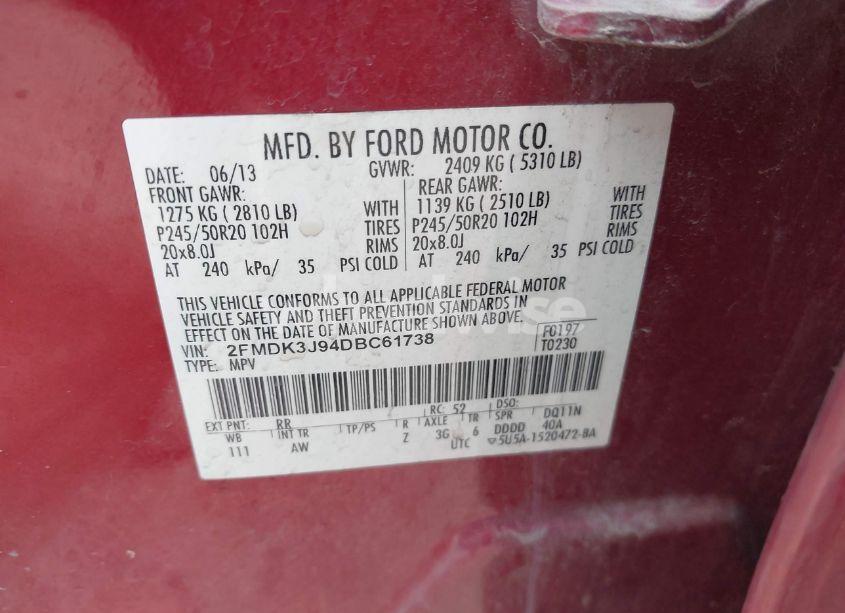 MFD. BY FORD MOTOR CO.
DATE: 06/13 GVWR: 2409 KG ( 5310 LB)
FRONT GAWR: REAR GAWR:
1275 KG ( 2810 LB) WITH 1139 KG ( 2510 LB) WITH
P245/50R20 102H TIRES P245/50R20 102H TIRES
20x8.0J RIMS 20x8.0J RIMS
AT 240 kPa/ 35 PSI COLD AT 240 kPa/ 35 PSI COLD
THIS VEHICLE CONFORMS TO ALL APPLICABLE FEDERAL MOTOR
VEHICLE SAFETY AND THEFT PREVENTION STANDARDS IN
EFFECT ON THE DATE OF MANUFACTURE SHOWN ABOVE.
VIN: 2FMDK3J94DBC61738 F0197
TYPE: MPV T0230
EXT PNT: RR RC: 52 DSO:
WB INT TR TP/PS R AXLE TR SPR DQ11N
111 AW Z 3G 6 DDDD 40A
UTC 5U5A-1520472-BA